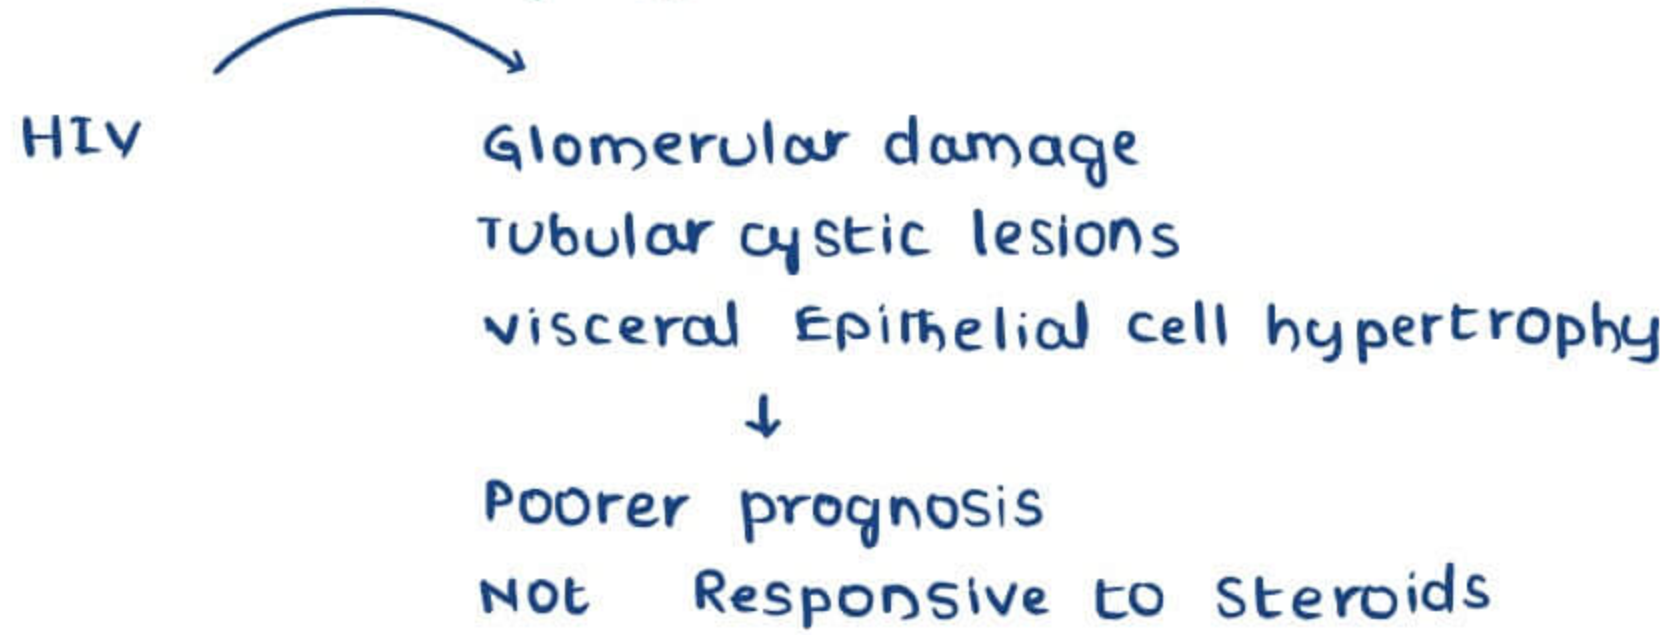 HIV
Glomerular damage
Tubular cystic lesions
visceral Epithelial cell hypertrophy
Poorer prognosis
Not Responsive to Steroids